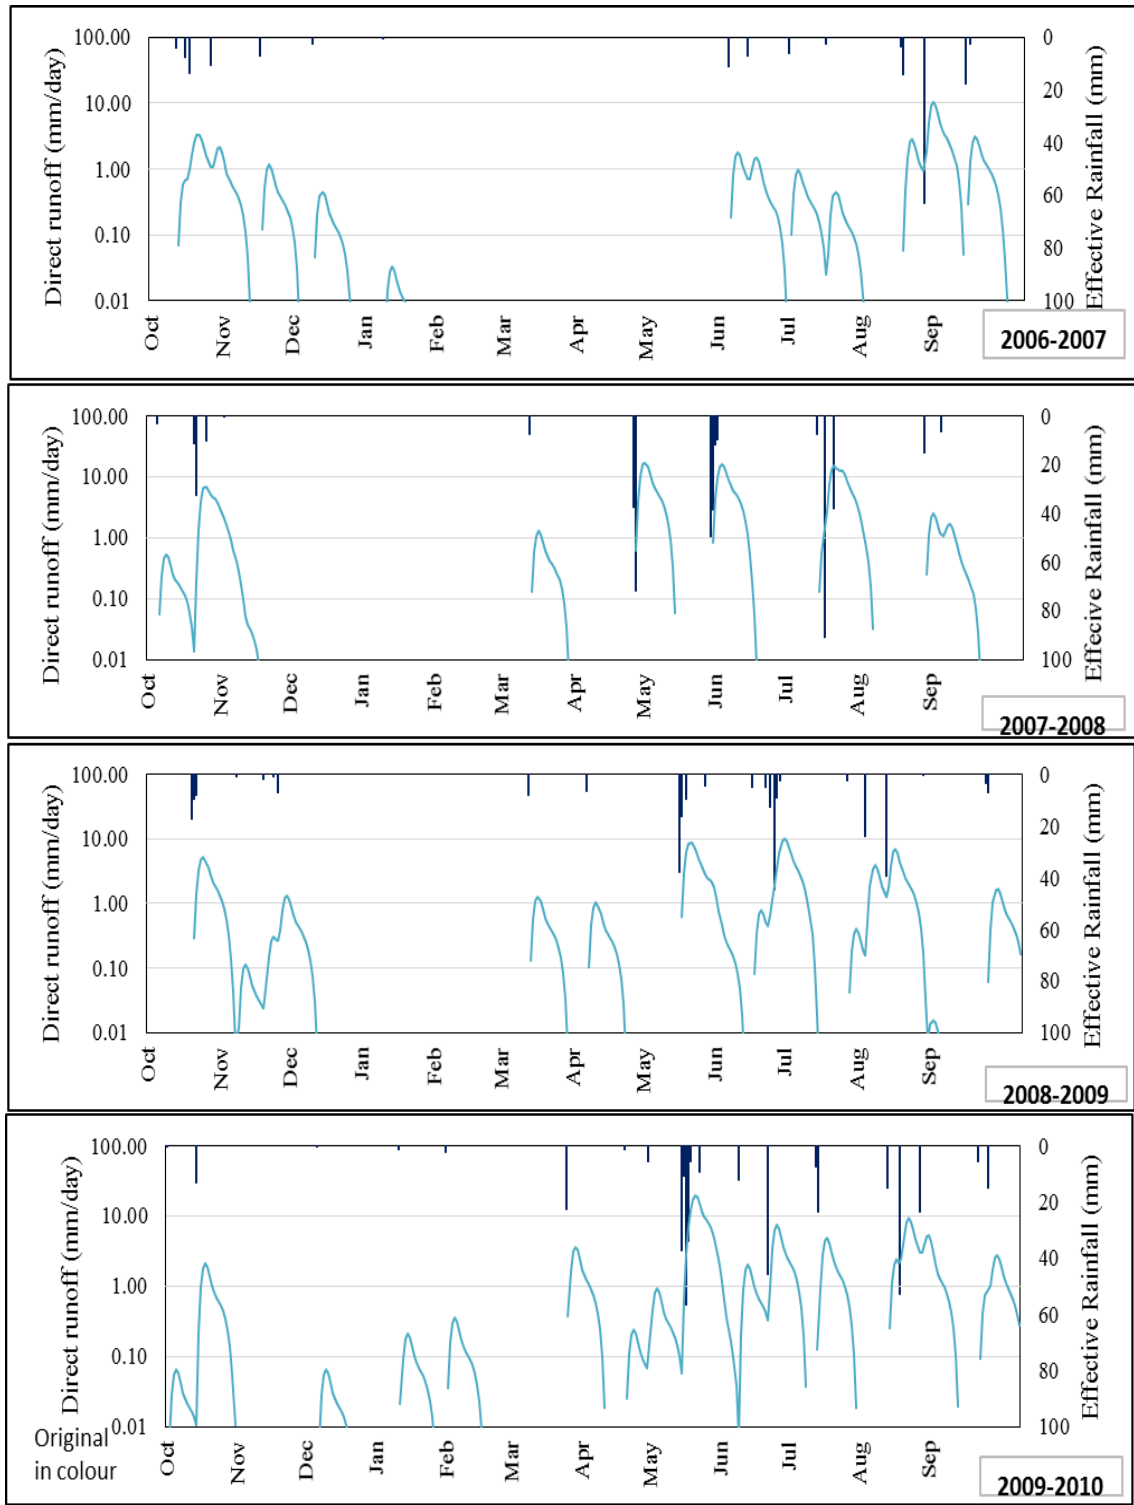 Direct runoff (mm/day)
100.00
10.00
1.00
0.10
0.01
0
20
40
60
80
100
Effective Rainfall (mm)
Oct
Nov
Dec
Jan
Feb
Mar
Apr
May
Jun
Jul
Aug
Sep
2006-2007
Direct runoff (mm/day)
100.00
10.00
1.00
0.10
0.01
0
20
40
60
80
100
Effecive Rainfall (mm)
Oct
Nov
Dec
Jan
Feb
Mar
Apr
May
Jun
Jul
Aug
Sep
2007-2008
Direct runoff (mm/day)
100.00
10.00
1.00
0.10
0.01
0
20
40
60
80
100
Effective Rainfall (mm)
Oct
Nov
Dec
Jan
Feb
Mar
Apr
May
Jun
Jul
Aug
Sep
2008-2009
Direct runoff (mm/day)
100.00
10.00
1.00
0.10
0.01
0
20
40
60
80
100
Effective Rainfall (mm)
Oct
Nov
Dec
Jan
Feb
Mar
Apr
May
Jun
Jul
Aug
Sep
2009-2010
Original
in colour